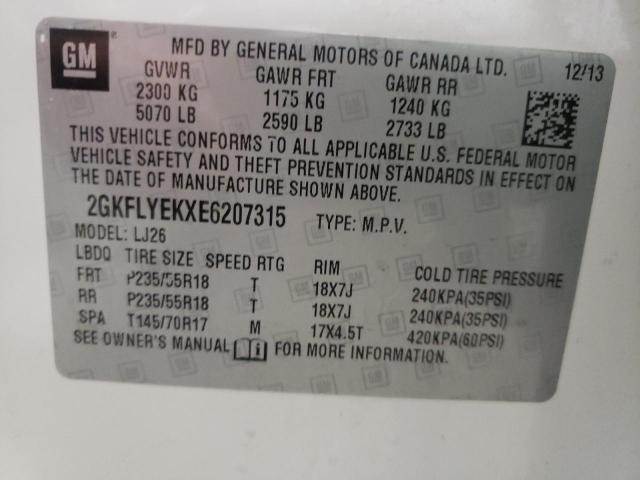 GM
MFD BY GENERAL MOTORS OF CANADA LTD. 12/13
GVWR GAWR FRT GAWR RR
2300 KG 1175 KG 1240 KG
5070 LB 2590 LB 2733 LB
THIS VEHICLE CONFORMS TO ALL APPLICABLE U.S. FEDERAL MOTOR
VEHICLE SAFETY AND THEFT PREVENTION STANDARDS IN EFFECT ON
THE DATE OF MANUFACTURE SHOWN ABOVE.
2GKFLYEKXE6207315 TYPE: M.P.V.
MODEL: LJ26
LBDQ TIRE SIZE SPEED RTG RIM COLD TIRE PRESSURE
FRT P235/55R18 T 18X7J 240KPA(35PSI)
RR P235/55R18 T 18X7J 240KPA(35PSI)
SPA T145/70R17 M 17X4.5T 420KPA(60PSI)
SEE OWNER'S MANUAL FOR MORE INFORMATION.